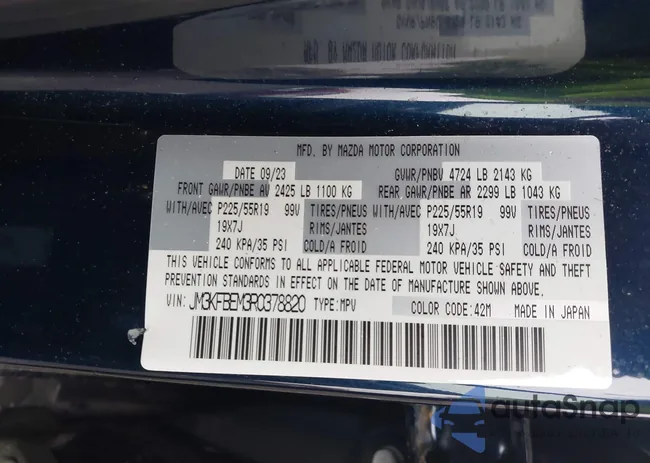 MFD. BY MAZDA MOTOR CORPORATION
DATE 09/23 GVWR/PNBV 4724 LB 2143 KG
FRONT GAWR/PNBE AV 2425 LB 1100 KG REAR GAWR/PNBE AR 2299 LB 1043 KG
WITH/AVEC P225/55R19 99V TIRES/PNEUS WITH/AVEC P225/55R19 99V TIRES/PNEUS
19X7J RIMS/JANTES 19X7J RIMS/JANTES
240 KPA/35 PSI COLD/A FROID 240 KPA/35 PSI COLD/A FROID
THIS VEHICLE CONFORMS TO ALL APPLICABLE FEDERAL MOTOR VEHICLE SAFETY AND THEFT
PREVENTION STANDARDS IN EFFECT ON THE DATE OF MANUFACTURE SHOWN ABOVE.
VIN: JM3KFBEM3R0378820 TYPE:MPV COLOR CODE:42M MADE IN JAPAN
autoSnap